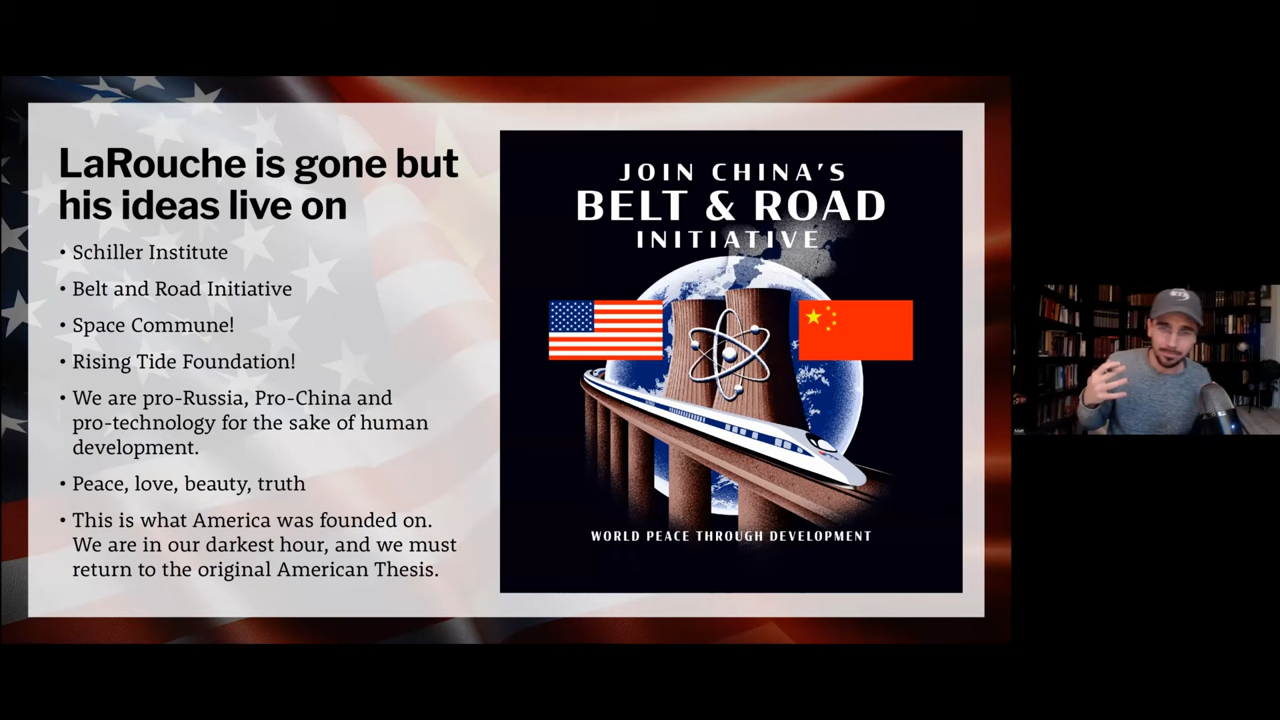 LaRouche is gone but
his ideas live on
• Schiller Institute
• Belt and Road Initiative
• Space Commune!
• Rising Tide Foundation!
• We are pro-Russia, Pro-China and
pro-technology for the sake of human
development.
• Peace, love, beauty, truth
• This is what America was founded on.
We are in our darkest hour, and we must
return to the original American Thesis.
JOIN CHINA'S
BELT & ROAD
INITIATIVE
WORLD PEACE THROUGH DEVELOPMENT